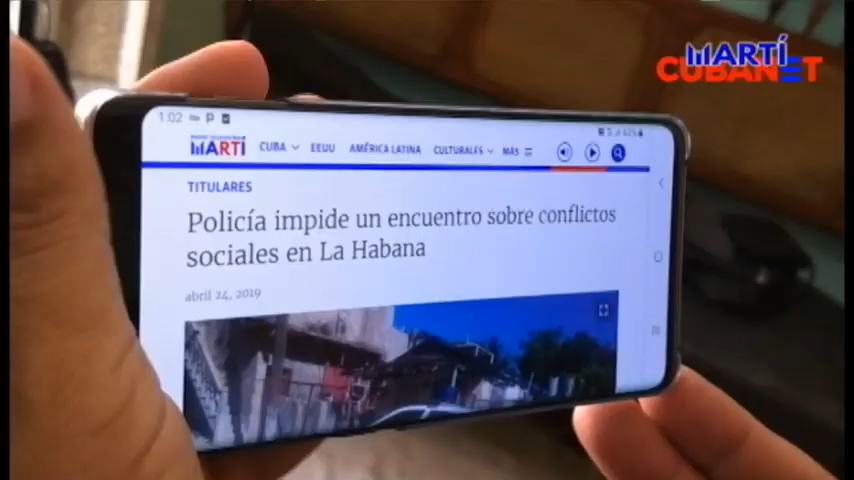 MARTÍ
CUBANET
1:02
MARTÍ CUBA EEUU AMÉRICA LATINA CULTURALES MÁS
TITULARES
Policía impide un encuentro sobre conflictos
sociales en La Habana
abril 24, 2019